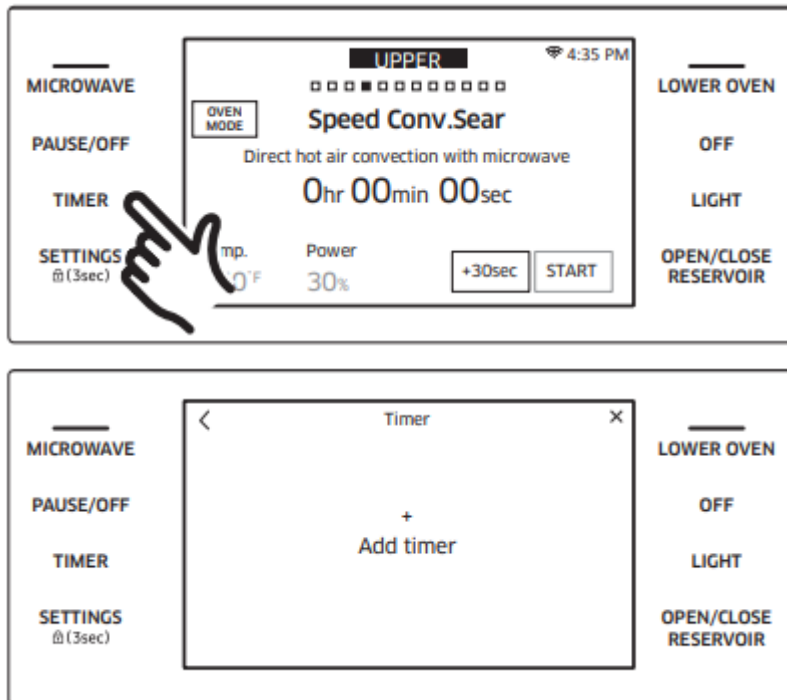 UPPER
4:35 PM
MICROWAVE
LOWER OVEN
OVEN
MODE
Speed Conv.Sear
PAUSE/OFF
OFF
Direct hot air convection with microwave
TIMER
0hr 00min 00sec
LIGHT
SETTINGS
(3sec)
mp.
Power
0°F
30%
+30sec
START
OPEN/CLOSE
RESERVOIR
Timer
MICROWAVE
LOWER OVEN
PAUSE/OFF
OFF
+
Add timer
TIMER
LIGHT
SETTINGS
(3sec)
OPEN/CLOSE
RESERVOIR